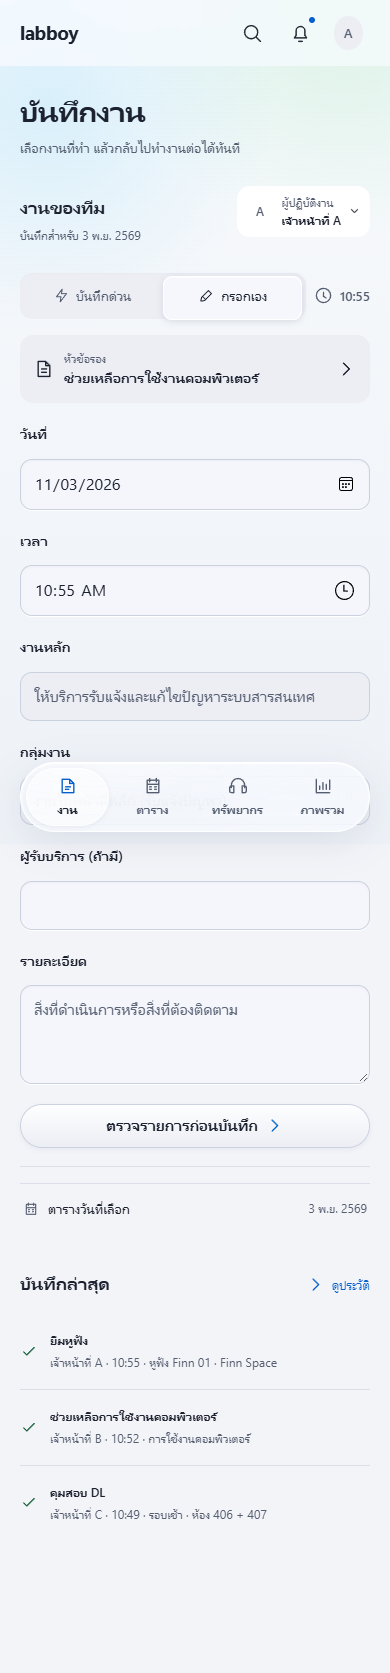 labboy
A
บันทึกงาน
เลือกงานที่ทำ แล้วกลับไปทำงานต่อได้ทันที
งานของทีม
บันทึกสำหรับ 3 พ.ย. 2569
A
ผู้ปฏิบัติงาน
เจ้าหน้าที่ A
บันทึกด่วน
กรอกเอง
10:55
หัวข้อรอง
ช่วยเหลือการใช้งานคอมพิวเตอร์
วันที่
11/03/2026
เวลา
10:55 AM
งานหลัก
ให้บริการรับแจ้งและแก้ไขปัญหาระบบสารสนเทศ
กลุ่มงาน
งาน
ตาราง
ทรัพยากร
ภาพรวม
ผู้รับบริการ (ถ้ามี)
รายละเอียด
สิ่งที่ดำเนินการหรือสิ่งที่ต้องติดตาม
ตรวจรายการก่อนบันทึก
ตารางวันที่เลือก
3 พ.ย. 2569
บันทึกล่าสุด
ดูประวัติ
ยืมหูฟัง
เจ้าหน้าที่ A · 10:55 · หูฟัง Finn 01 · Finn Space
ช่วยเหลือการใช้งานคอมพิวเตอร์
เจ้าหน้าที่ B · 10:52 · การใช้งานคอมพิวเตอร์
คุมสอบ DL
เจ้าหน้าที่ C · 10:49 · รอบเช้า · ห้อง 406 + 407